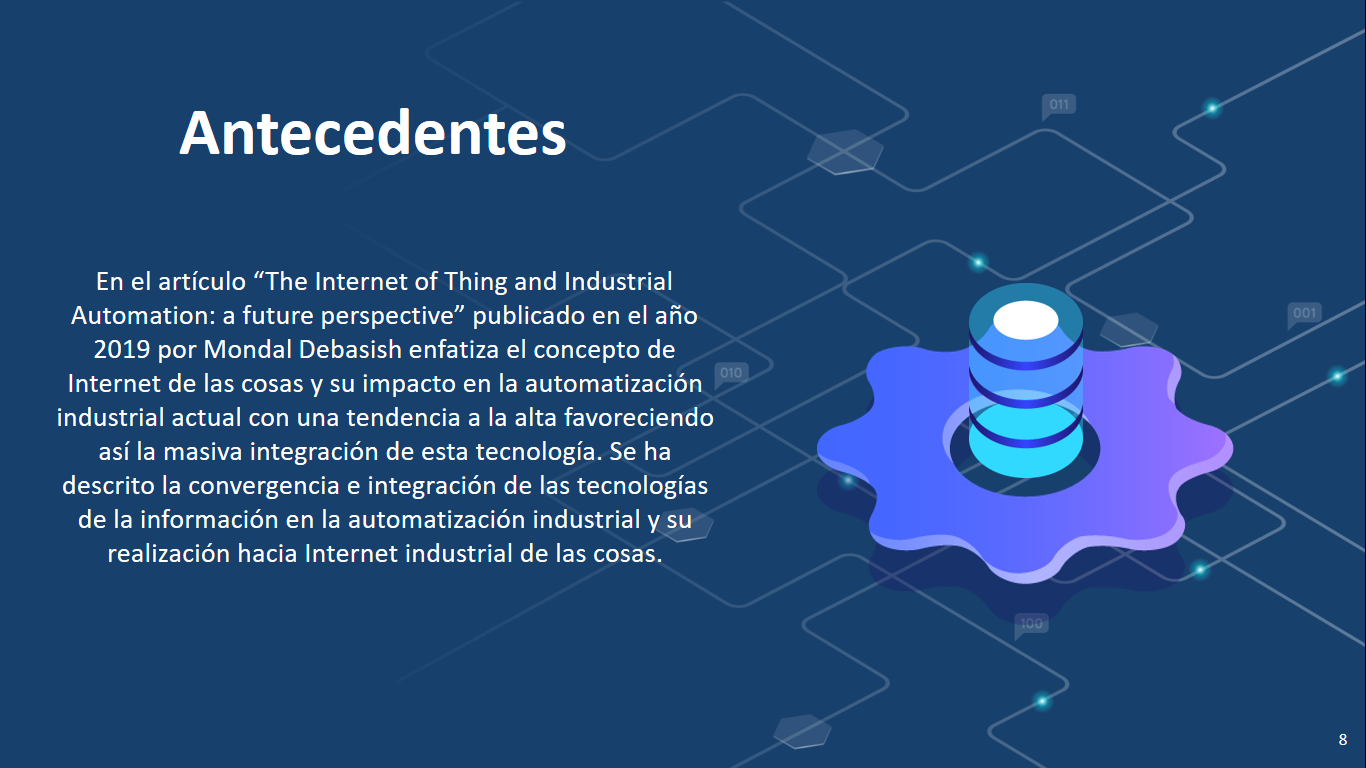 Antecedentes
En el artículo “The Internet of Thing and Industrial
Automation: a future perspective” publicado en el año
2019 por Mondal Debasish enfatiza el concepto de
Internet de las cosas y su impacto en la automatización
industrial actual con una tendencia a la alta favoreciendo
así la masiva integración de esta tecnología. Se ha
descrito la convergencia e integración de las tecnologías
de la información en la automatización industrial y su
realización hacia Internet industrial de las cosas.
011
001
010
100
8